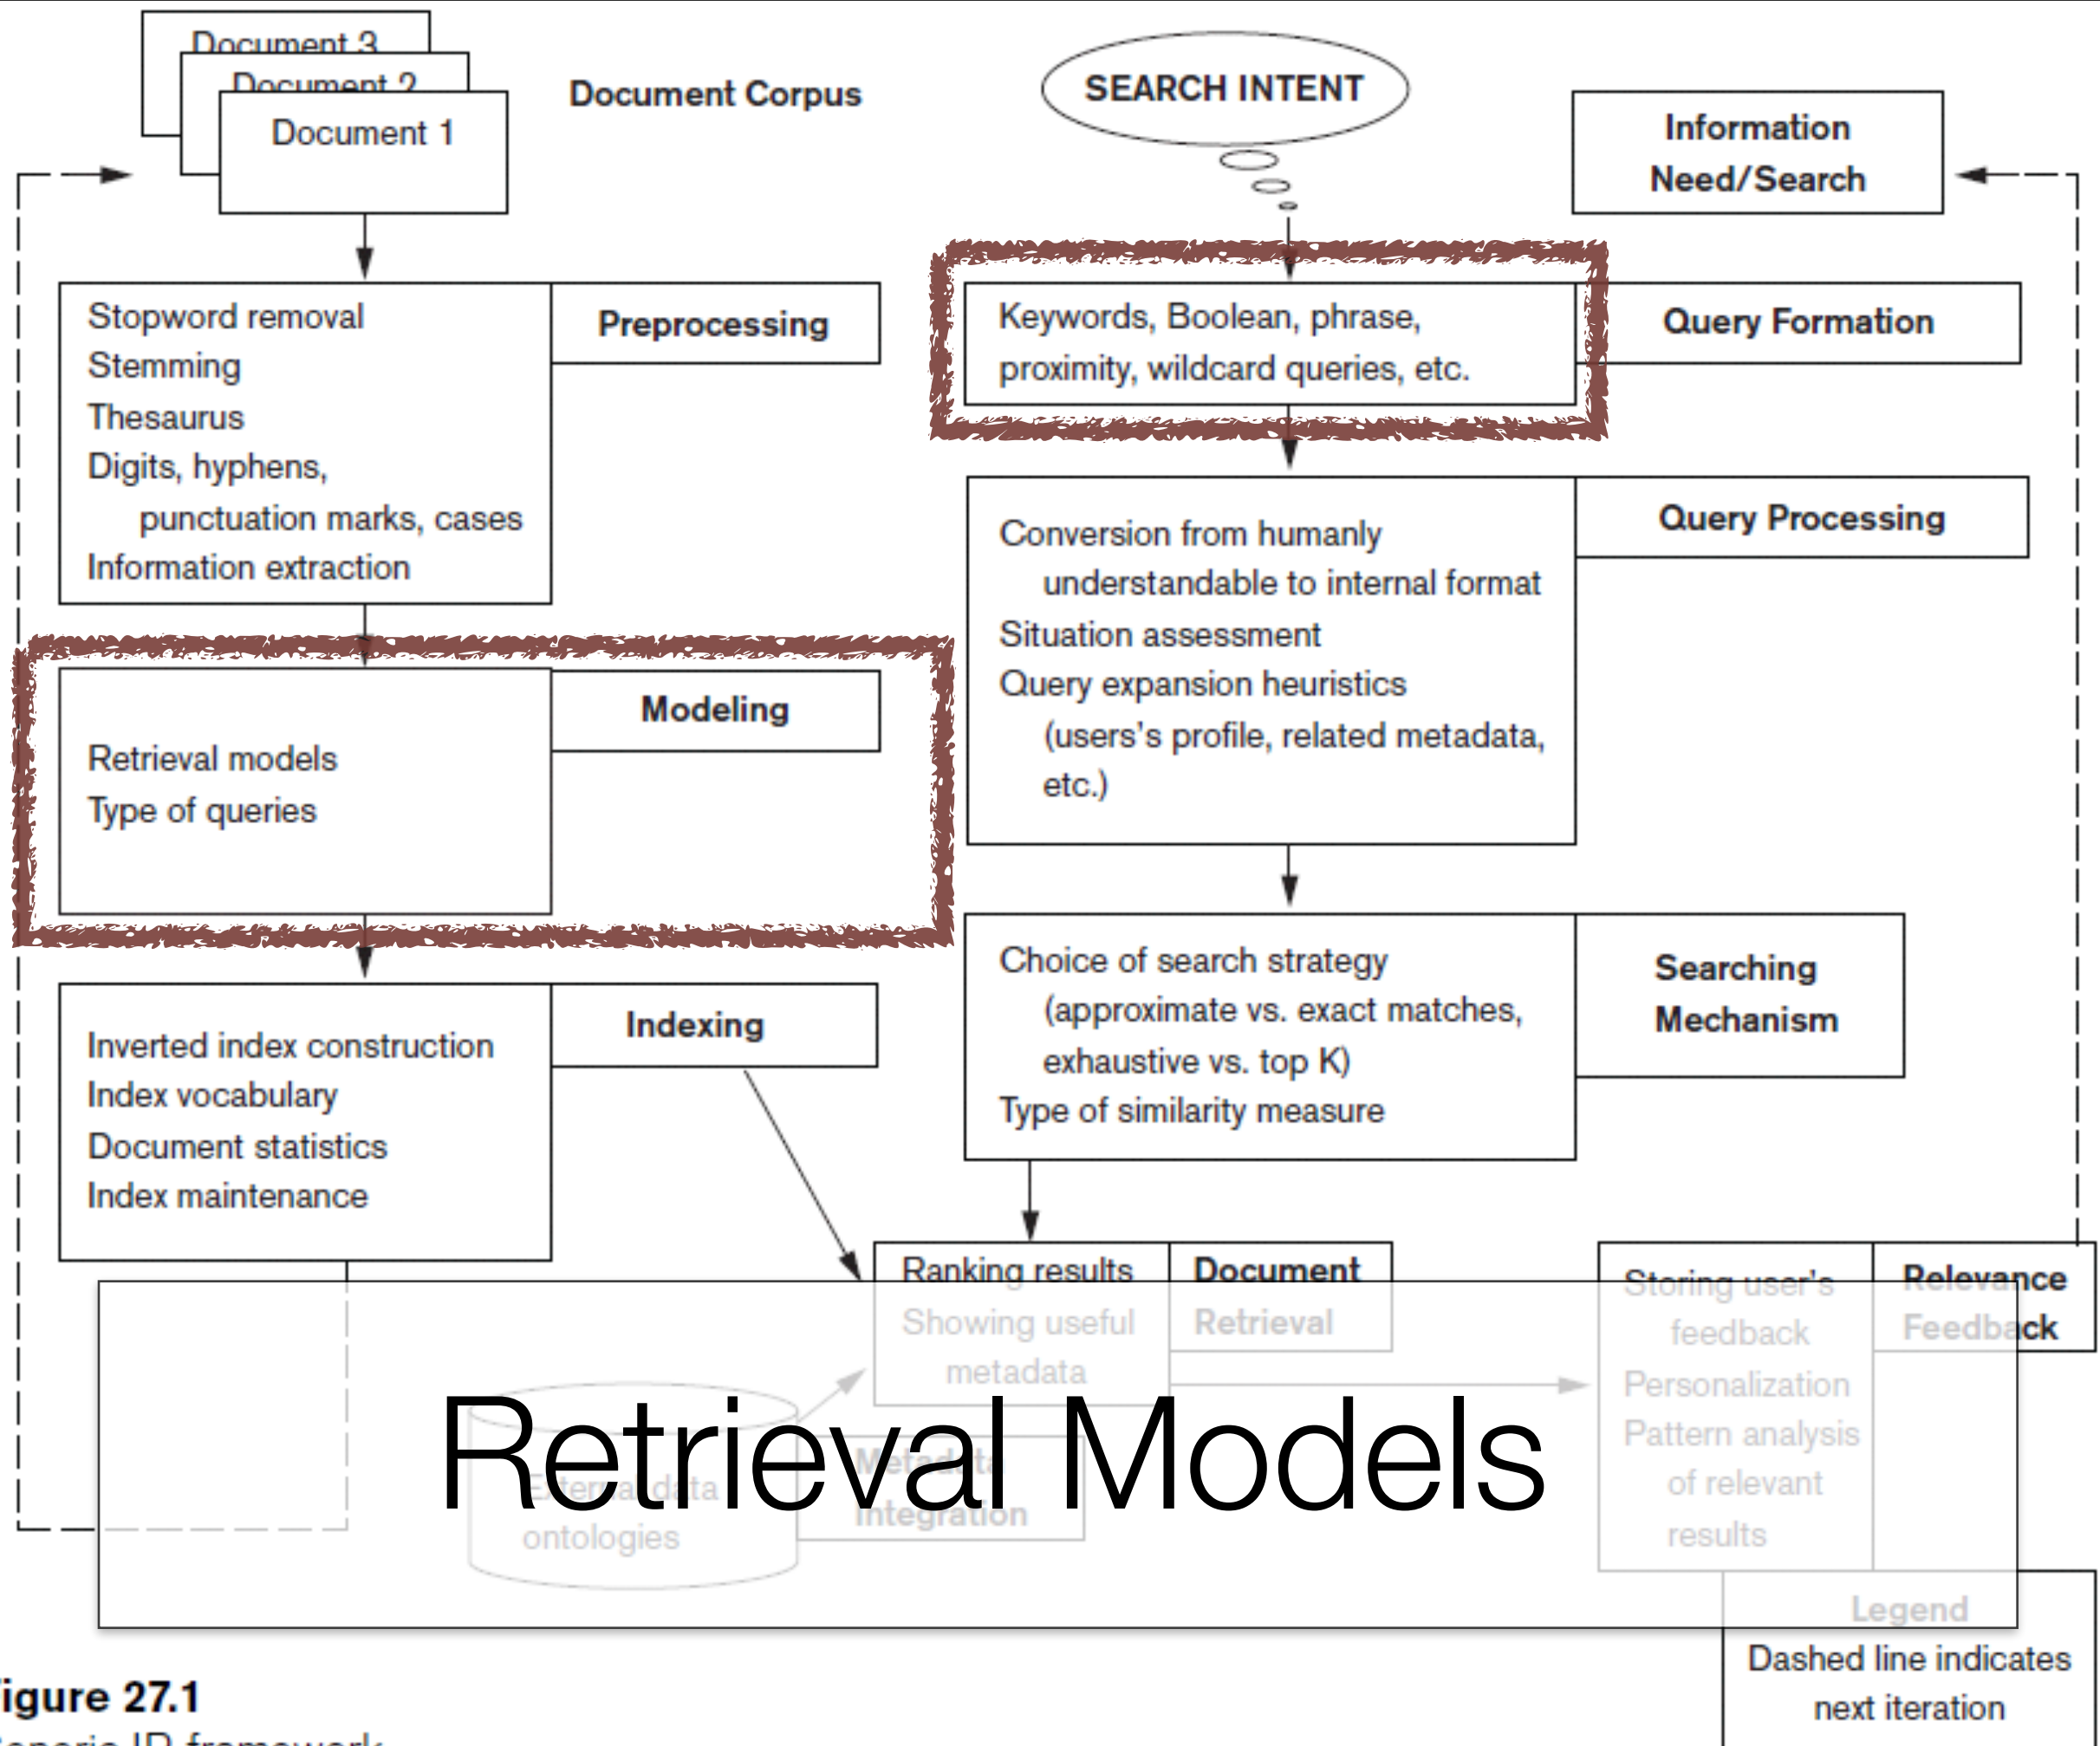 Document 3
Document 2
Document 1
Document Corpus
SEARCH INTENT
Information
Need/Search
Stopword removal
Stemming
Thesaurus
Digits, hyphens,
punctuation marks, cases
Information extraction
Preprocessing
Keywords, Boolean, phrase,
proximity, wildcard queries, etc.
Query Formation
Conversion from humanly
understandable to internal format
Situation assessment
Query expansion heuristics
(users's profile, related metadata,
etc.)
Query Processing
Retrieval models
Type of queries
Modeling
Choice of search strategy
(approximate vs. exact matches,
exhaustive vs. top K)
Type of similarity measure
Searching
Mechanism
Inverted index construction
Index vocabulary
Document statistics
Index maintenance
Indexing
Ranking results
Showing useful
metadata
Document
Retrieval
Storing user's
feedback
Personalization
Pattern analysis
of relevant
results
Relevance
Feedback
External data
ontologies
Metadata
Integration
Retrieval Models
Legend
Dashed line indicates
next iteration
igure 27.1
IR framework